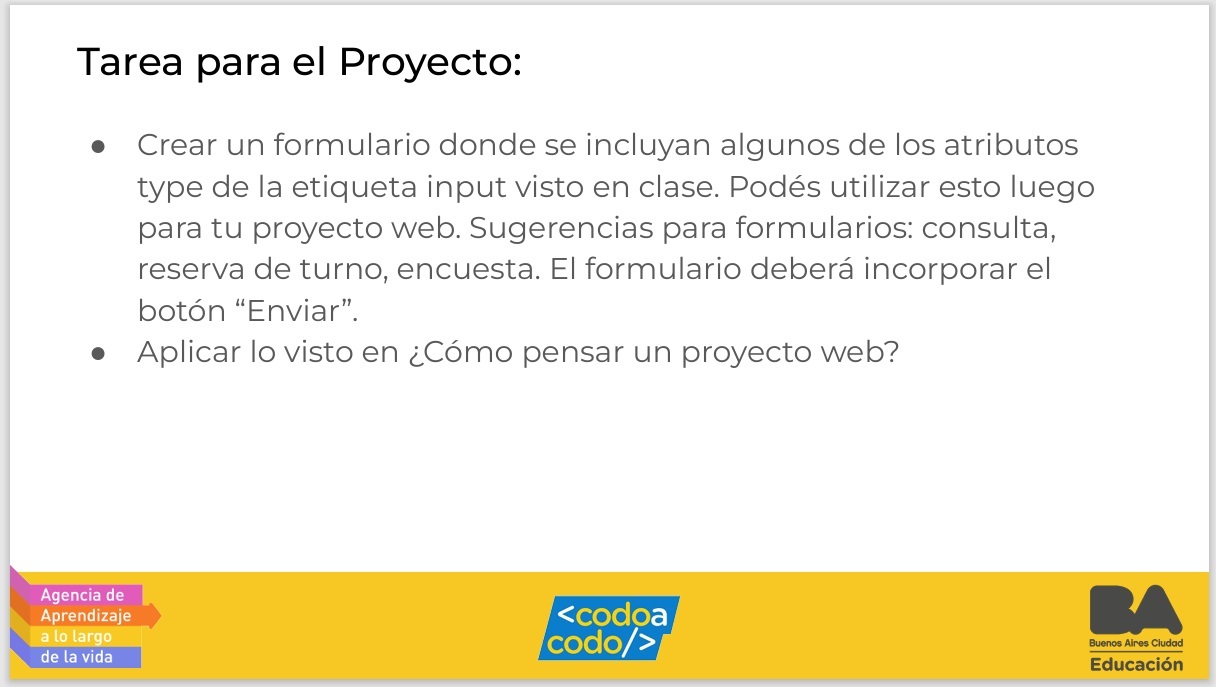 Tarea para el Proyecto:
● Crear un formulario donde se incluyan algunos de los atributos
type de la etiqueta input visto en clase. Podés utilizar esto luego
para tu proyecto web. Sugerencias para formularios: consulta,
reserva de turno, encuesta. El formulario deberá incorporar el
botón “Enviar”.
● Aplicar lo visto en ¿Cómo pensar un proyecto web?
Agencia de
Aprendizaje
a lo largo
de la vida
<codoa
codo/>
BA
Buenos Aires Ciudad
Educación